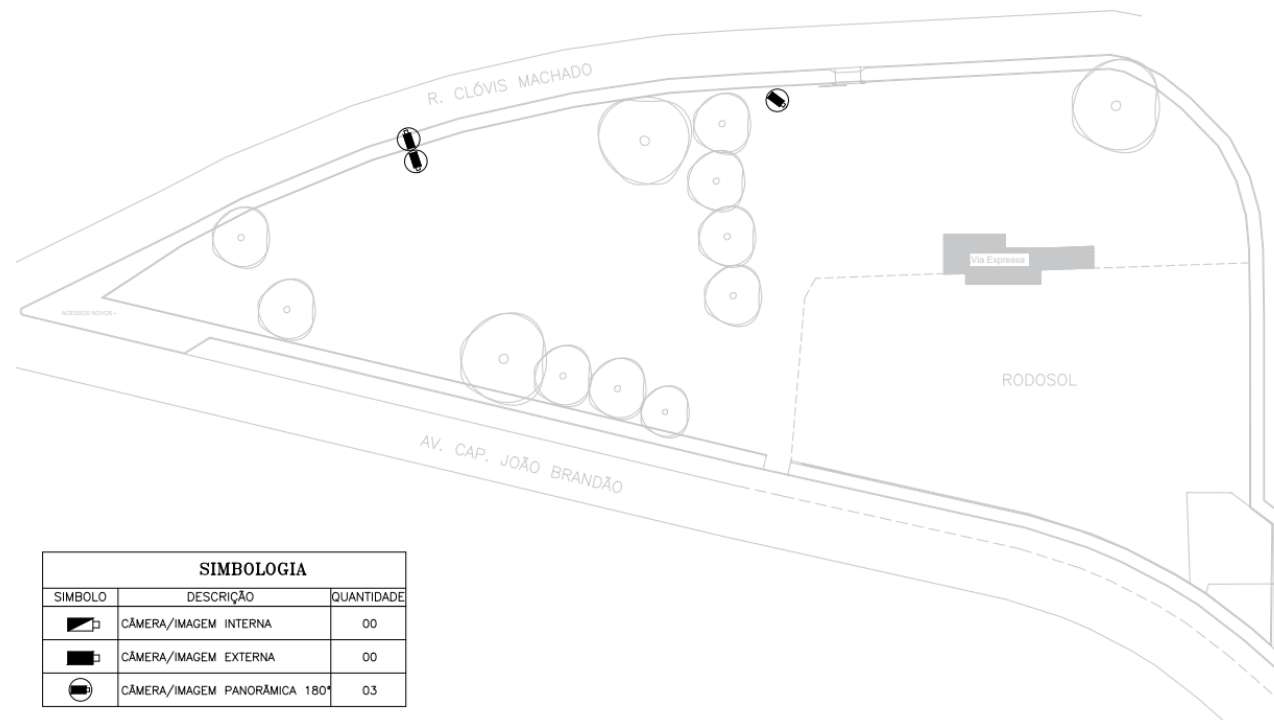 R. CLÓVIS MACHADO
Via Expressa
ACESSOS NOVOS-
RODOSOL
AV. CAP. JOÃO BRANDÃO
SIMBOLOGIA
SIMBOLO DESCRIÇÃO QUANTIDADE
CÂMERA/IMAGEM INTERNA 00
CÂMERA/IMAGEM EXTERNA 00
CÂMERA/IMAGEM PANORÂMICA 180° 03